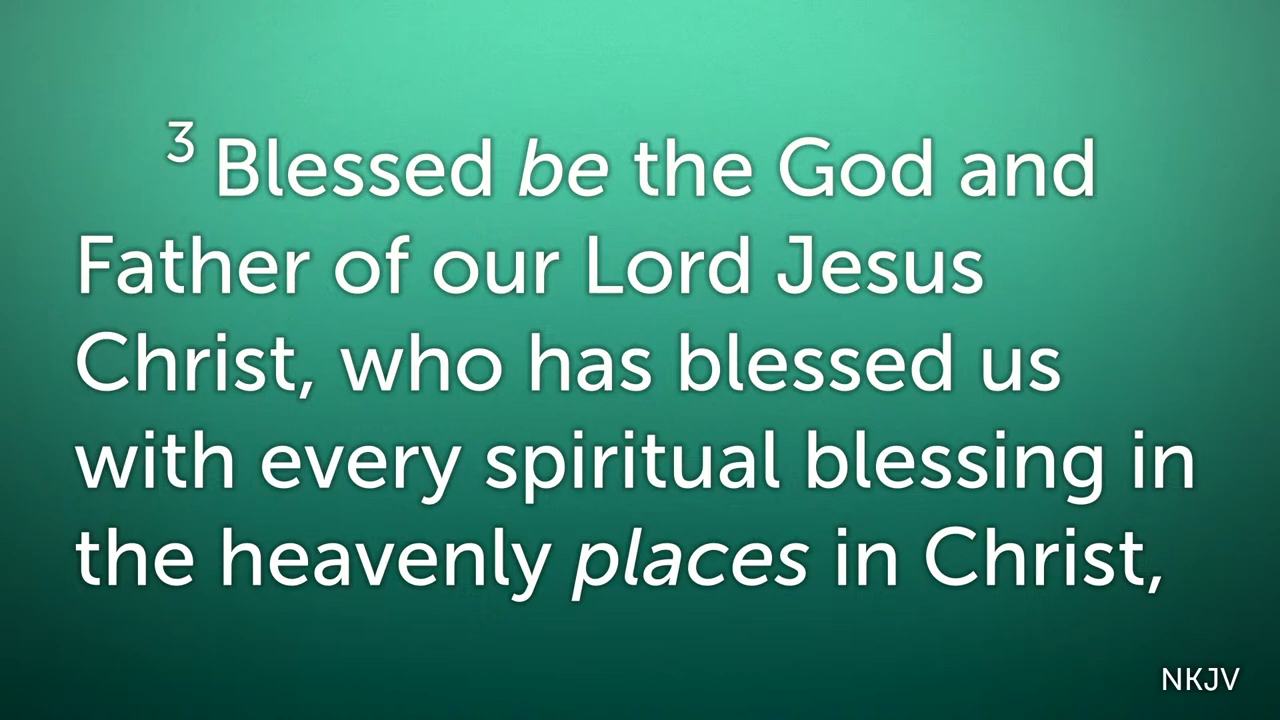 3 Blessed be the God and
Father of our Lord Jesus
Christ, who has blessed us
with every spiritual blessing in
the heavenly places in Christ,
NKJV